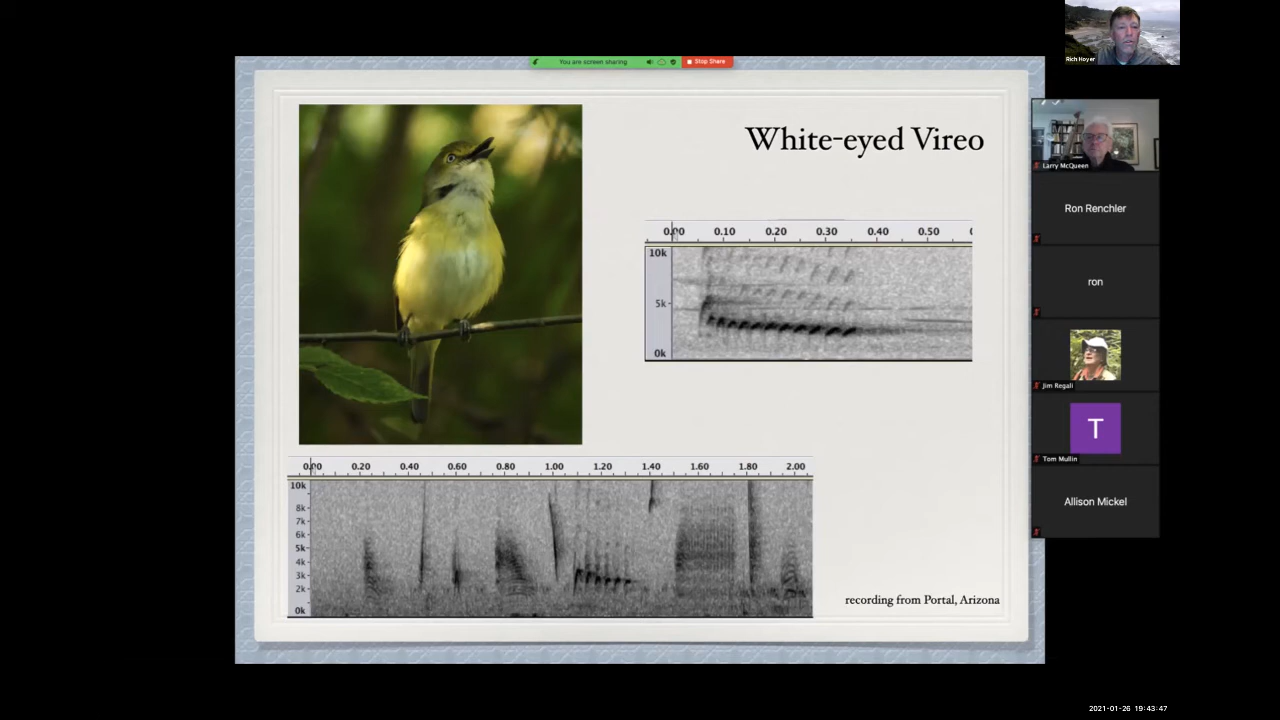 Rich Hoyer
You are screen sharing
Stop Share
White-eyed Vireo
Larry McQueen
Ron Renchler
0.00 0.10 0.20 0.30 0.40 0.50
10k
5k
0k
ron
Jim Regali
T
Tom Mullin
0.00 0.20 0.40 0.60 0.80 1.00 1.20 1.40 1.60 1.80 2.00
10k
8k
7k
6k
5k
4k
3k
2k
0k
Allison Mickel
recording from Portal, Arizona
2021-01-26 19:43:47